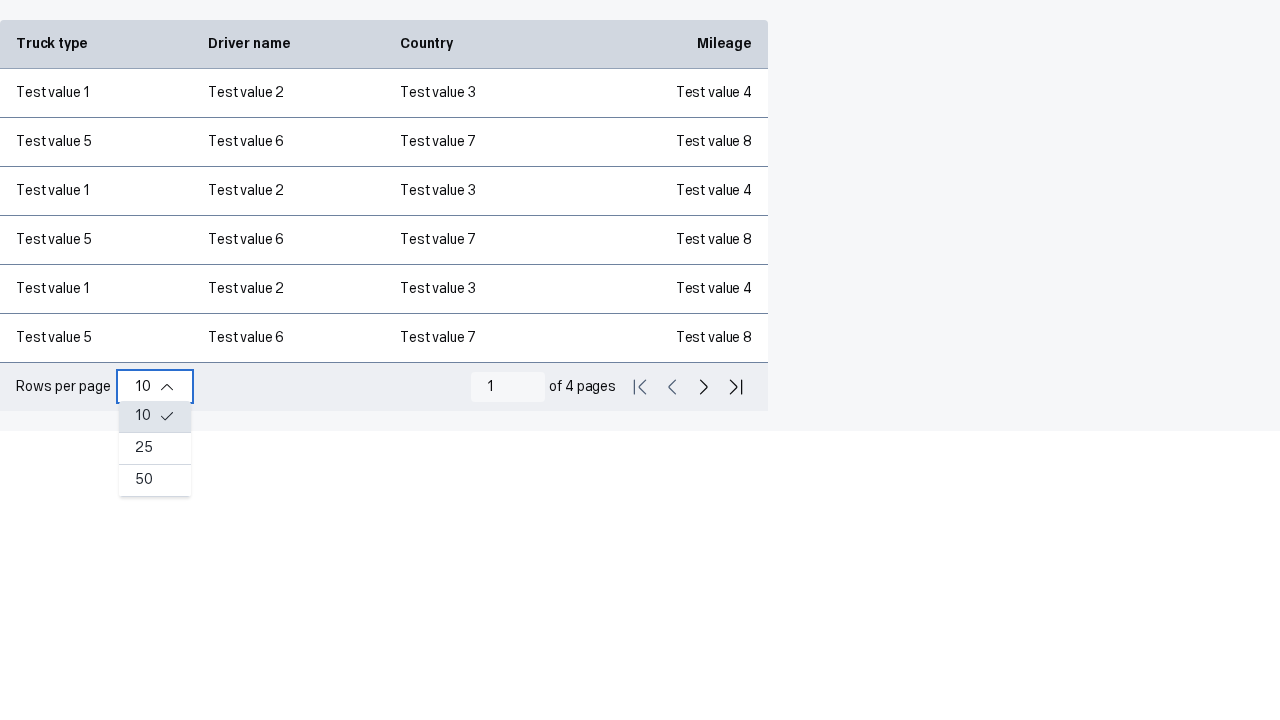 Truck type Driver name Country Mileage
Test value 1 Test value 2 Test value 3 Test value 4
Test value 5 Test value 6 Test value 7 Test value 8
Test value 1 Test value 2 Test value 3 Test value 4
Test value 5 Test value 6 Test value 7 Test value 8
Test value 1 Test value 2 Test value 3 Test value 4
Test value 5 Test value 6 Test value 7 Test value 8
Rows per page 10 1 of 4 pages
10
25
50